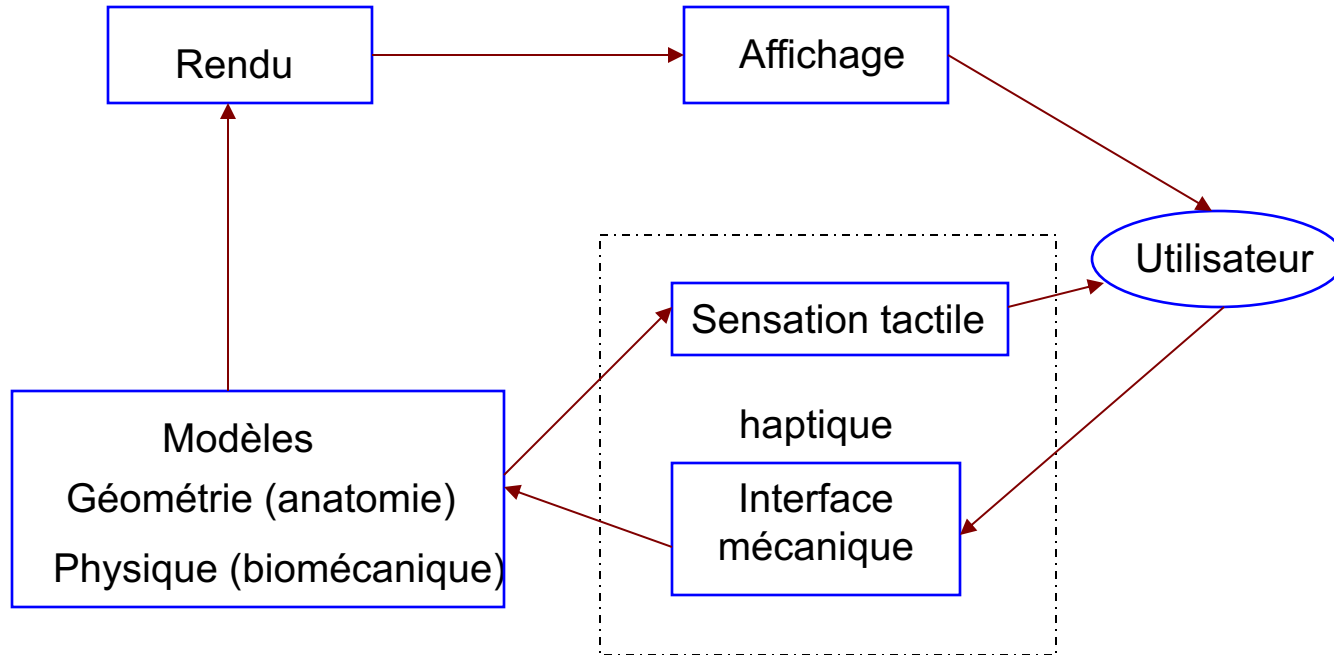 Rendu
Affichage
Utilisateur
Sensation tactile
haptique
Modèles
Géométrie (anatomie)
Physique (biomécanique)
Interface
mécanique